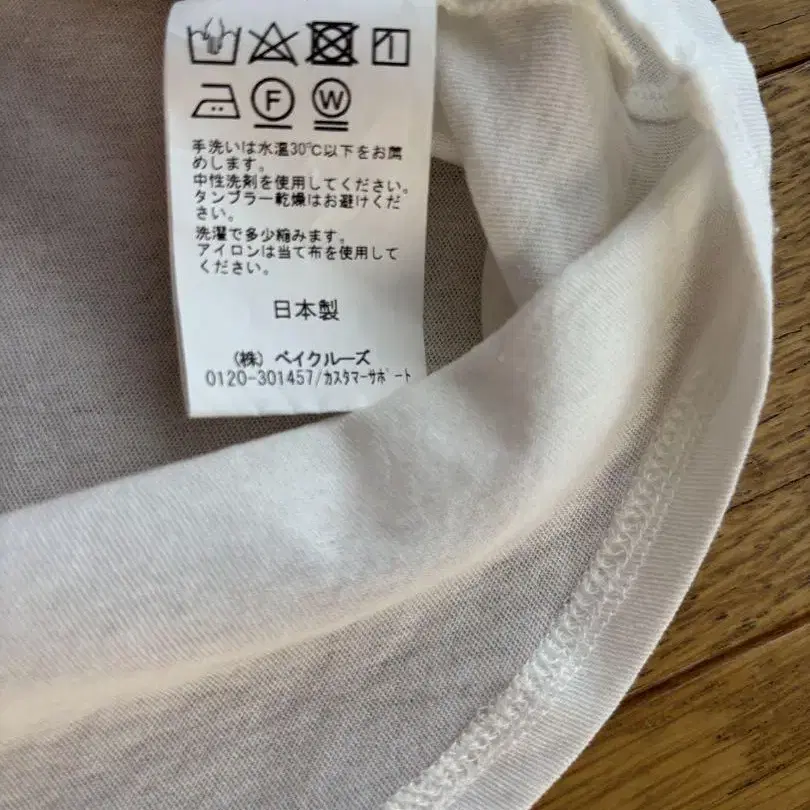 F W
手洗いは水温30℃以下をお薦
めします。
中性洗剤を使用してください。
タンブラー乾燥はお避けくだ
さい。
洗濯で多少縮みます。
アイロンは当て布を使用して
ください。
日本製
（株）ベイクルーズ
0120-301457/カスタマーサポート